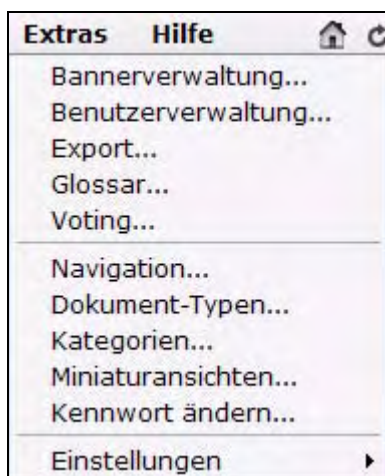 Extras Hilfe
Bannerverwaltung...
Benutzerverwaltung...
Export...
Glossar...
Voting...
Navigation...
Dokument-Typen...
Kategorien...
Miniaturansichten...
Kennwort ändern...
Einstellungen